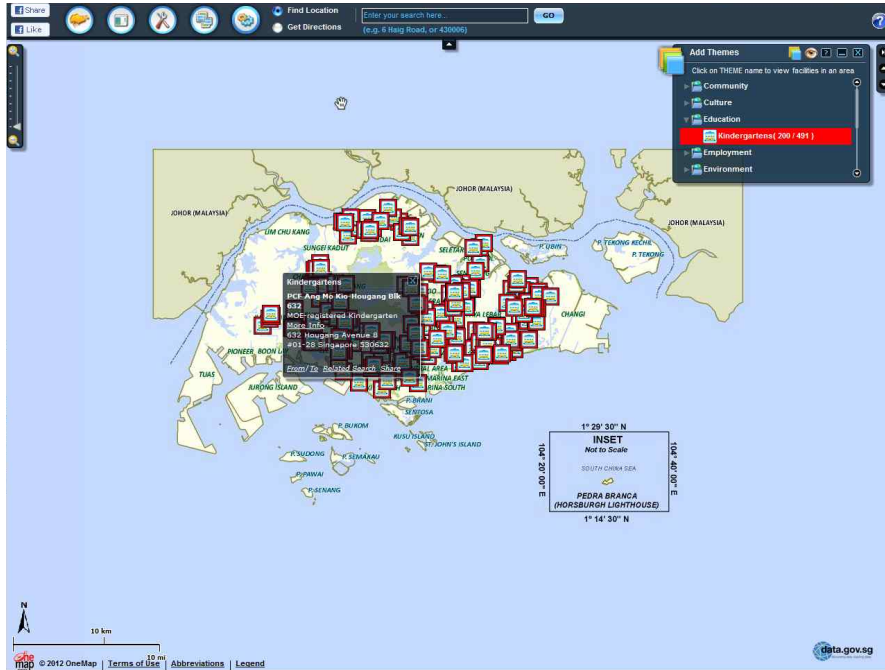 Share
Like
Find Location
Get Directions
Enter your search here...
GO
(e.g. 6 Haig Road, or 430006)
?
Add Themes
?
Click on THEME name to view facilities in an area
Community
Culture
Education
Kindergartens( 200 / 491 )
Employment
Environment
JOHOR (MALAYSIA)
JOHOR (MALAYSIA)
JOHOR (MALAYSIA)
LIM CHU KANG
SUNGEI KADUT
SELETAR
P. UBIN
P. TEKONG KECHIL
P. TEKONG
Kindergartens
PCF Ang Mo Kio-Hougang Blk
632
MOE-registered Kindergarten
More Info
632 Hougang Avenue 8
#01-28 Singapore 530632
From/To Related Search Share
CHANGI
PIONEER
BOON
TUAS
JURONG ISLAND
MARINA EAST
P. BRANI
SENTOSA
KUSU ISLAND
ST. JOHN'S ISLAND
P. BUKOM
P. SUDONG
P. SEMAKAU
P. PAWAI
P. SENANG
1° 29' 30" N
INSET
Not to Scale
104° 20' 00" E
104° 40' 00" E
SOUTH CHINA SEA
PEDRA BRANCA
(HORSBURGH LIGHTHOUSE)
1° 14' 30" N
N
10 km
10 mi
one map © 2012 OneMap | Terms of Use | Abbreviations | Legend
data.gov.sg